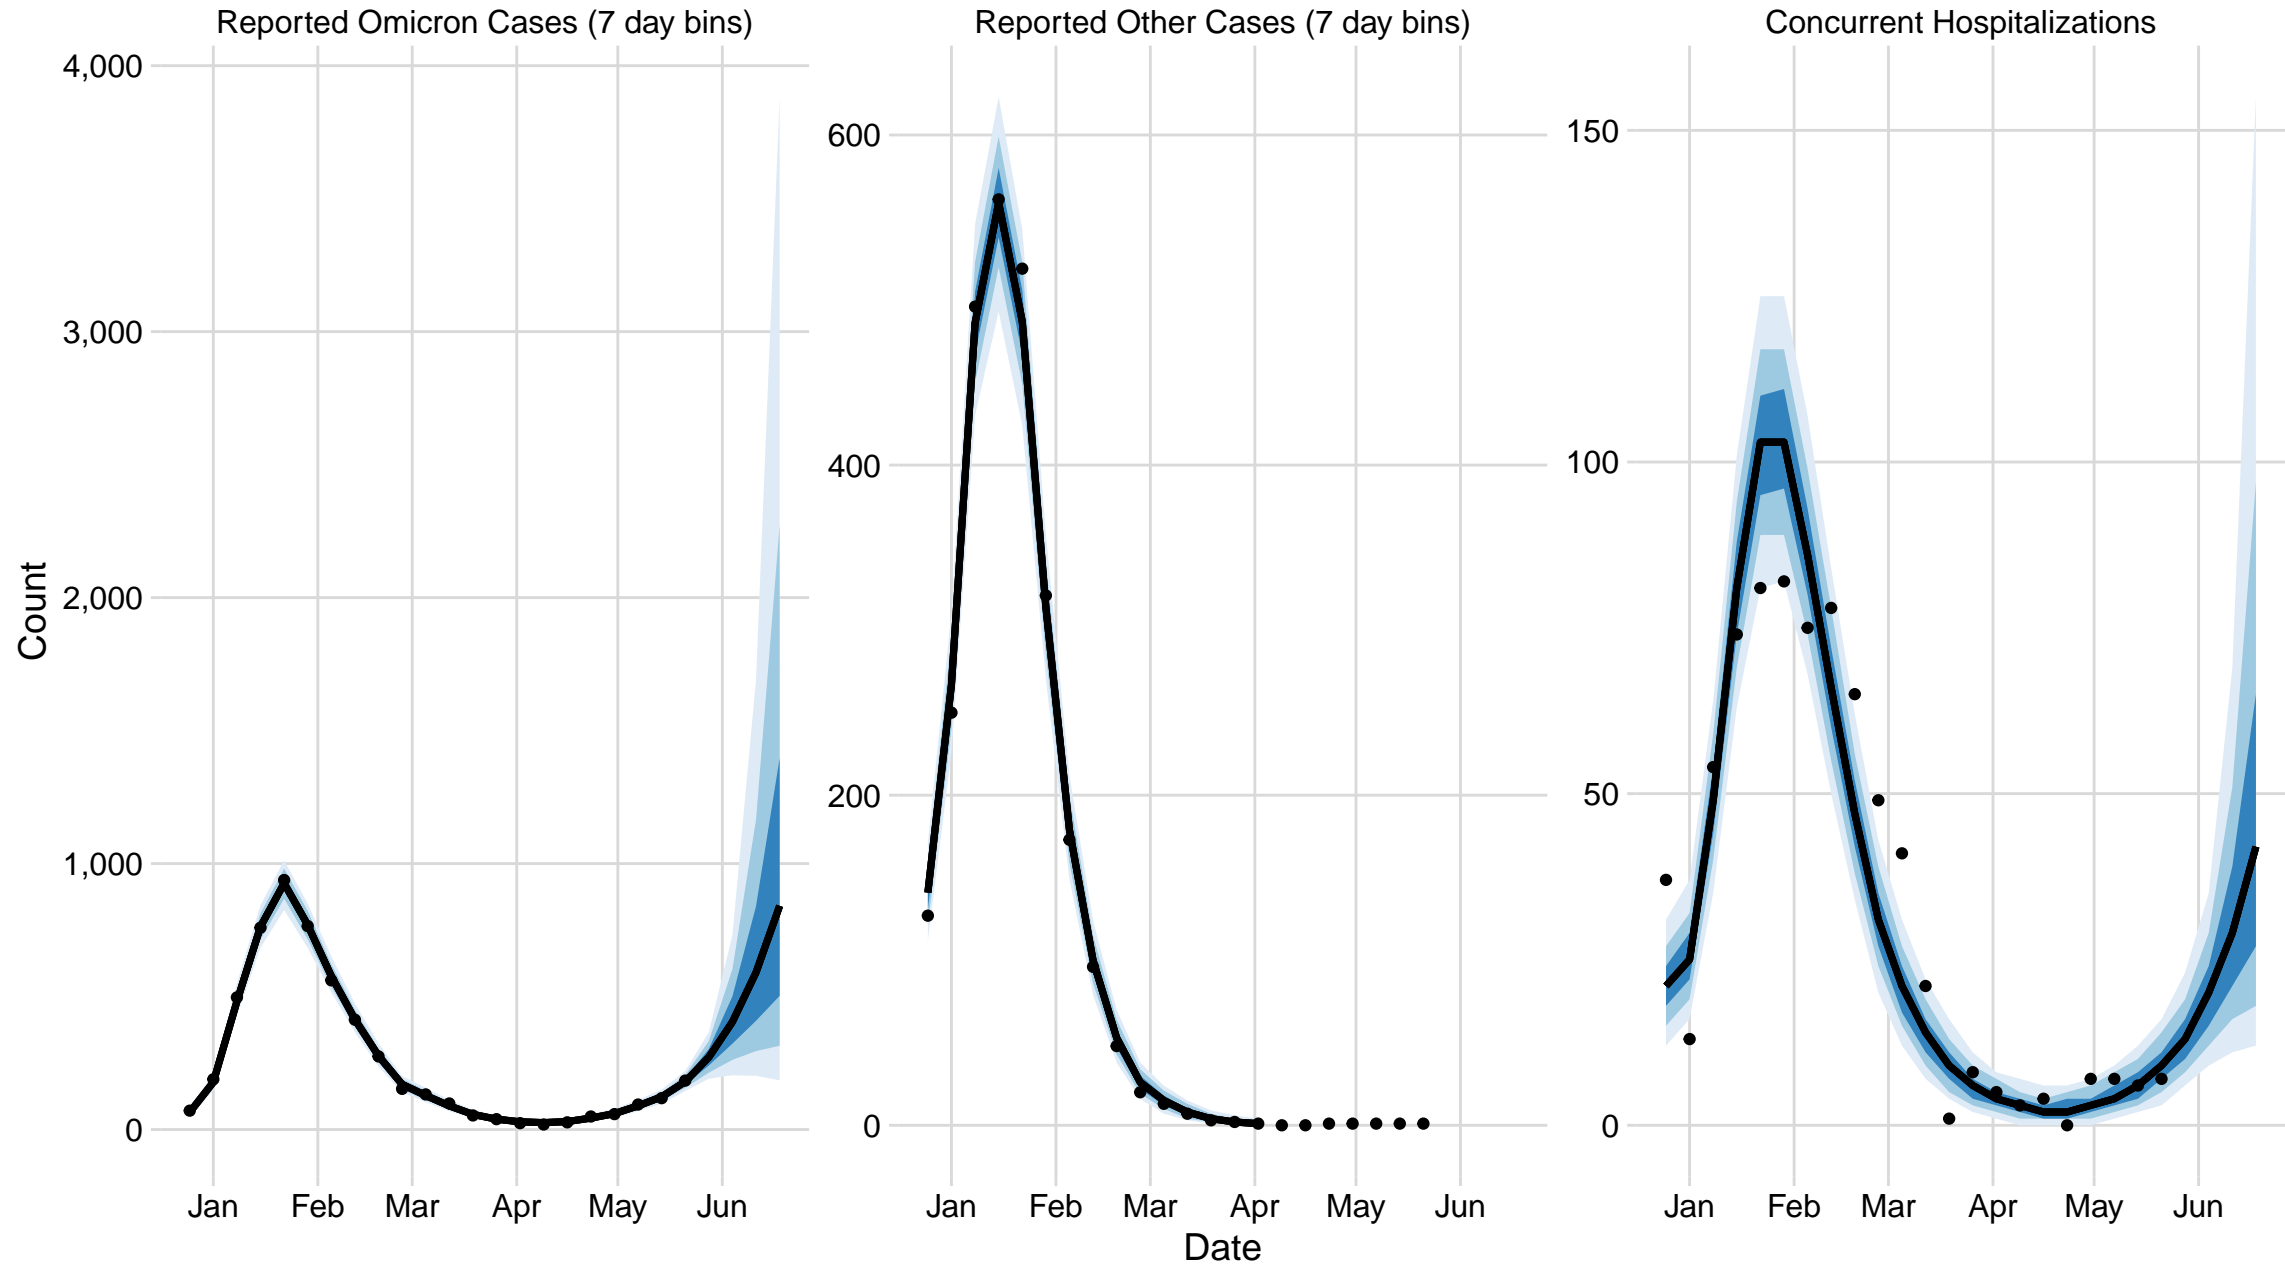 Reported Omicron Cases (7 day bins)
Reported Other Cases (7 day bins)
Concurrent Hospitalizations
Count
4,000
3,000
2,000
1,000
0
600
400
200
0
150
100
50
0
Jan Feb Mar Apr May Jun
Jan Feb Mar Apr May Jun
Jan Feb Mar Apr May Jun
Date